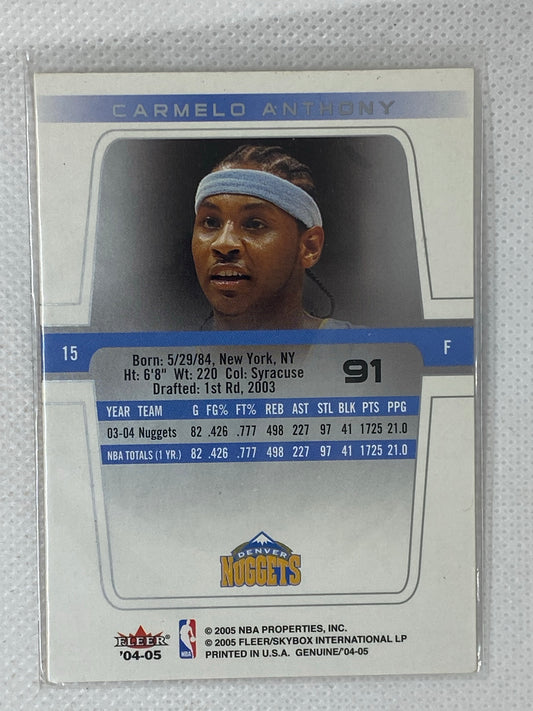 CARMELO ANTHONY
15
F
Born: 5/29/84, New York, NY
Ht: 6'8" Wt: 220 Col: Syracuse
Drafted: 1st Rd, 2003
91
YEAR TEAM G FG% FT% REB AST STL BLK PTS PPG
03-04 Nuggets 82 .426 .777 498 227 97 41 1725 21.0
NBA TOTALS (1 YR.) 82 .426 .777 498 227 97 41 1725 21.0
DENVER
NUGGETS
FLEER
'04-05
NBA
© 2005 NBA PROPERTIES, INC.
© 2005 FLEER/SKYBOX INTERNATIONAL LP
PRINTED IN U.S.A. GENUINE/'04-05